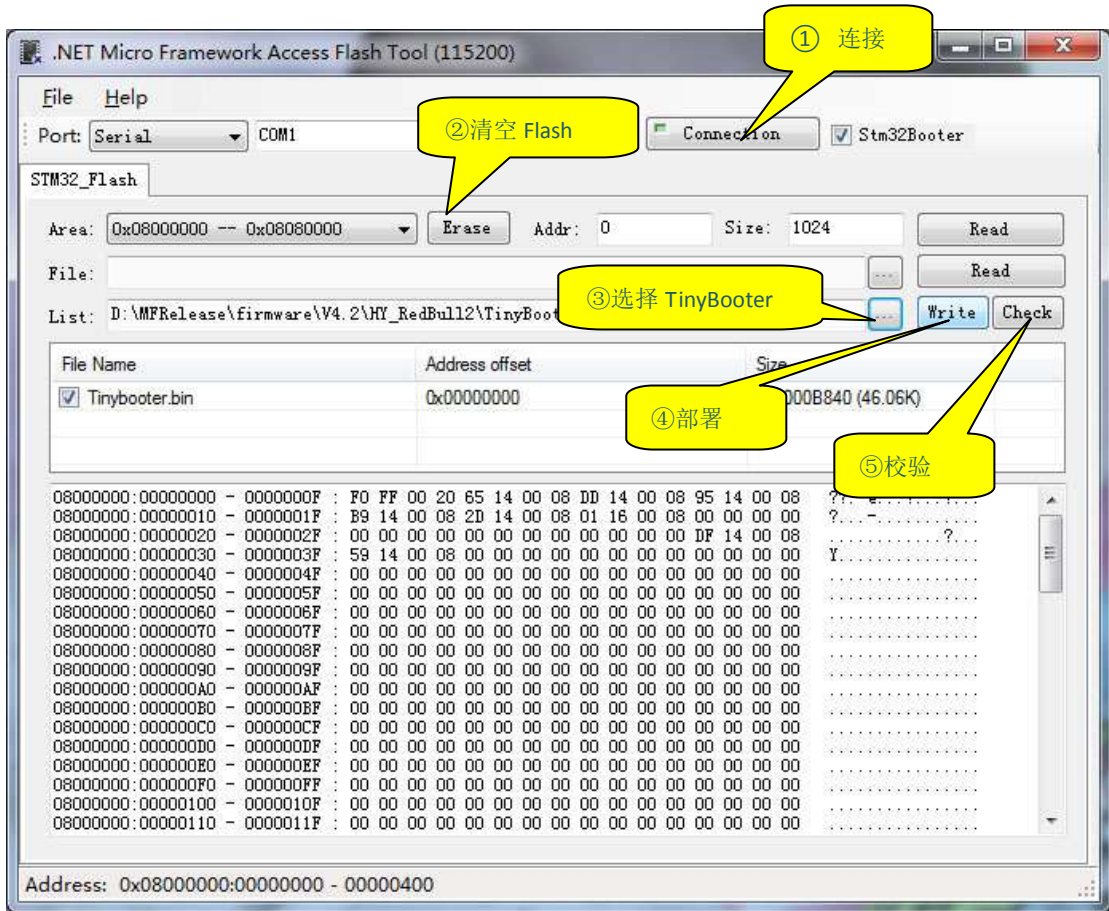 ① 连接
.NET Micro Framework Access Flash Tool (115200)
File Help
②清空 Flash
Port: Serial COM1 Connection Stm32Booter
STM32_Flash
Area: 0x08000000 -- 0x08080000 Erase Addr: 0 Size: 1024 Read
File: ... Read
③选择 TinyBooter
List: D:\MFRelease\firmware\V4.2\HY_RedBull2\TinyBoot ... Write Check
File Name Address offset Size
Tinybooter.bin 0x00000000 000B840 (46.06K)
④部署
⑤校验
08000000:00000000 - 0000000F : F0 FF 00 20 65 14 00 08 DD 14 00 08 95 14 00 08
08000000:00000010 - 0000001F : B9 14 00 08 2D 14 00 08 01 16 00 08 00 00 00 00 ?...-...........
08000000:00000020 - 0000002F : 00 00 00 00 00 00 00 00 00 00 00 00 DF 14 00 08 ............?...
08000000:00000030 - 0000003F : 59 14 00 08 00 00 00 00 00 00 00 00 00 00 00 00 Y...............
08000000:00000040 - 0000004F : 00 00 00 00 00 00 00 00 00 00 00 00 00 00 00 00 ................
08000000:00000050 - 0000005F : 00 00 00 00 00 00 00 00 00 00 00 00 00 00 00 00 ................
08000000:00000060 - 0000006F : 00 00 00 00 00 00 00 00 00 00 00 00 00 00 00 00 ................
08000000:00000070 - 0000007F : 00 00 00 00 00 00 00 00 00 00 00 00 00 00 00 00 ................
08000000:00000080 - 0000008F : 00 00 00 00 00 00 00 00 00 00 00 00 00 00 00 00 ................
08000000:00000090 - 0000009F : 00 00 00 00 00 00 00 00 00 00 00 00 00 00 00 00 ................
08000000:000000A0 - 000000AF : 00 00 00 00 00 00 00 00 00 00 00 00 00 00 00 00 ................
08000000:000000B0 - 000000BF : 00 00 00 00 00 00 00 00 00 00 00 00 00 00 00 00 ................
08000000:000000C0 - 000000CF : 00 00 00 00 00 00 00 00 00 00 00 00 00 00 00 00 ................
08000000:000000D0 - 000000DF : 00 00 00 00 00 00 00 00 00 00 00 00 00 00 00 00 ................
08000000:000000E0 - 000000EF : 00 00 00 00 00 00 00 00 00 00 00 00 00 00 00 00 ................
08000000:000000F0 - 000000FF : 00 00 00 00 00 00 00 00 00 00 00 00 00 00 00 00 ................
08000000:00000100 - 0000010F : 00 00 00 00 00 00 00 00 00 00 00 00 00 00 00 00 ................
08000000:00000110 - 0000011F : 00 00 00 00 00 00 00 00 00 00 00 00 00 00 00 00 ................
Address: 0x08000000:00000000 - 00000400